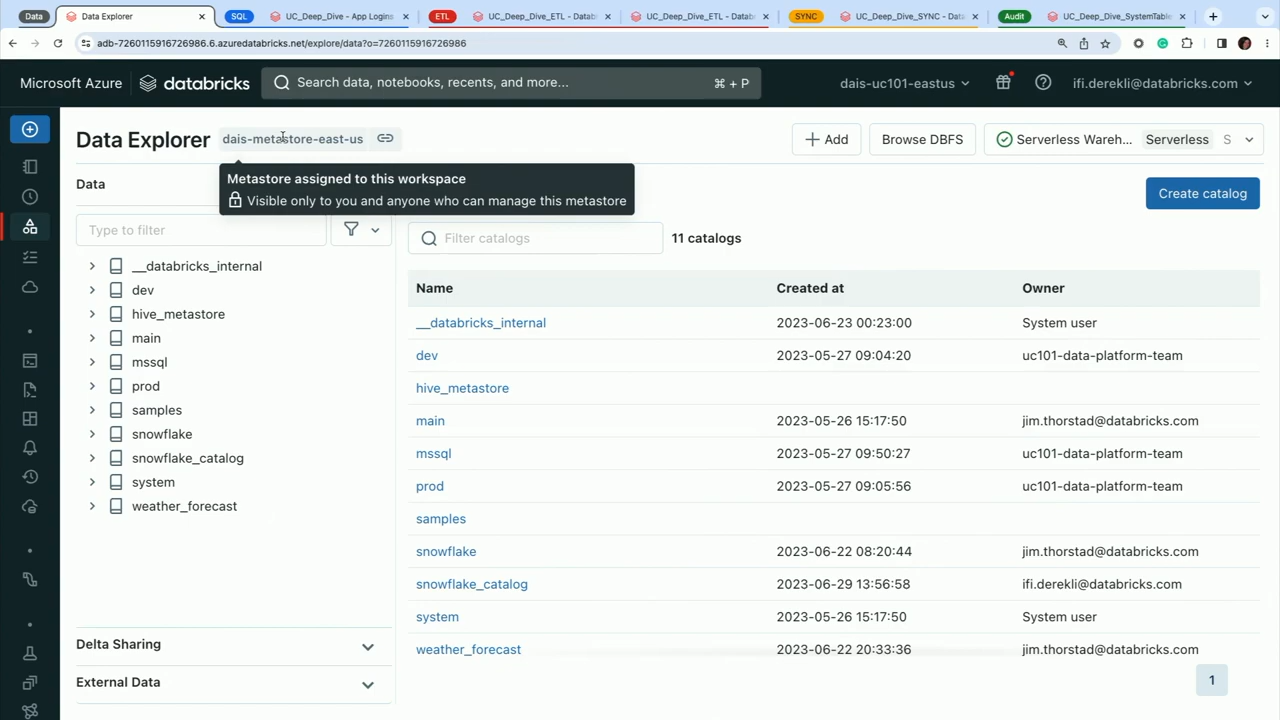 Data
Data Explorer
SQL
UC_Deep_Dive - App Logins
ETL
UC_Deep_Dive_ETL - Datab
UC_Deep_Dive_ETL - Datab
SYNC
UC_Deep_Dive_SYNC - Data
Audit
UC_Deep_Dive_SystemTable
adb-7260115916726986.6.azuredatabricks.net/explore/data?o=7260115916726986
Microsoft Azure
databricks
Search data, notebooks, recents, and more...
⌘ + P
dais-uc101-eastus
ifi.derekli@databricks.com
Data Explorer
dais-metastore-east-us
Add
Browse DBFS
Serverless Wareh...
Serverless
S
Metastore assigned to this workspace
Visible only to you and anyone who can manage this metastore
Data
Create catalog
Type to filter
Filter catalogs
11 catalogs
__databricks_internal
dev
hive_metastore
main
mssql
prod
samples
snowflake
snowflake_catalog
system
weather_forecast
Delta Sharing
External Data
Name Created at Owner
__databricks_internal 2023-06-23 00:23:00 System user
dev 2023-05-27 09:04:20 uc101-data-platform-team
hive_metastore
main 2023-05-26 15:17:50 jim.thorstad@databricks.com
mssql 2023-05-27 09:50:27 uc101-data-platform-team
prod 2023-05-27 09:05:56 uc101-data-platform-team
samples
snowflake 2023-06-22 08:20:44 jim.thorstad@databricks.com
snowflake_catalog 2023-06-29 13:56:58 ifi.derekli@databricks.com
system 2023-05-26 15:17:50 System user
weather_forecast 2023-06-22 20:33:36 jim.thorstad@databricks.com
1